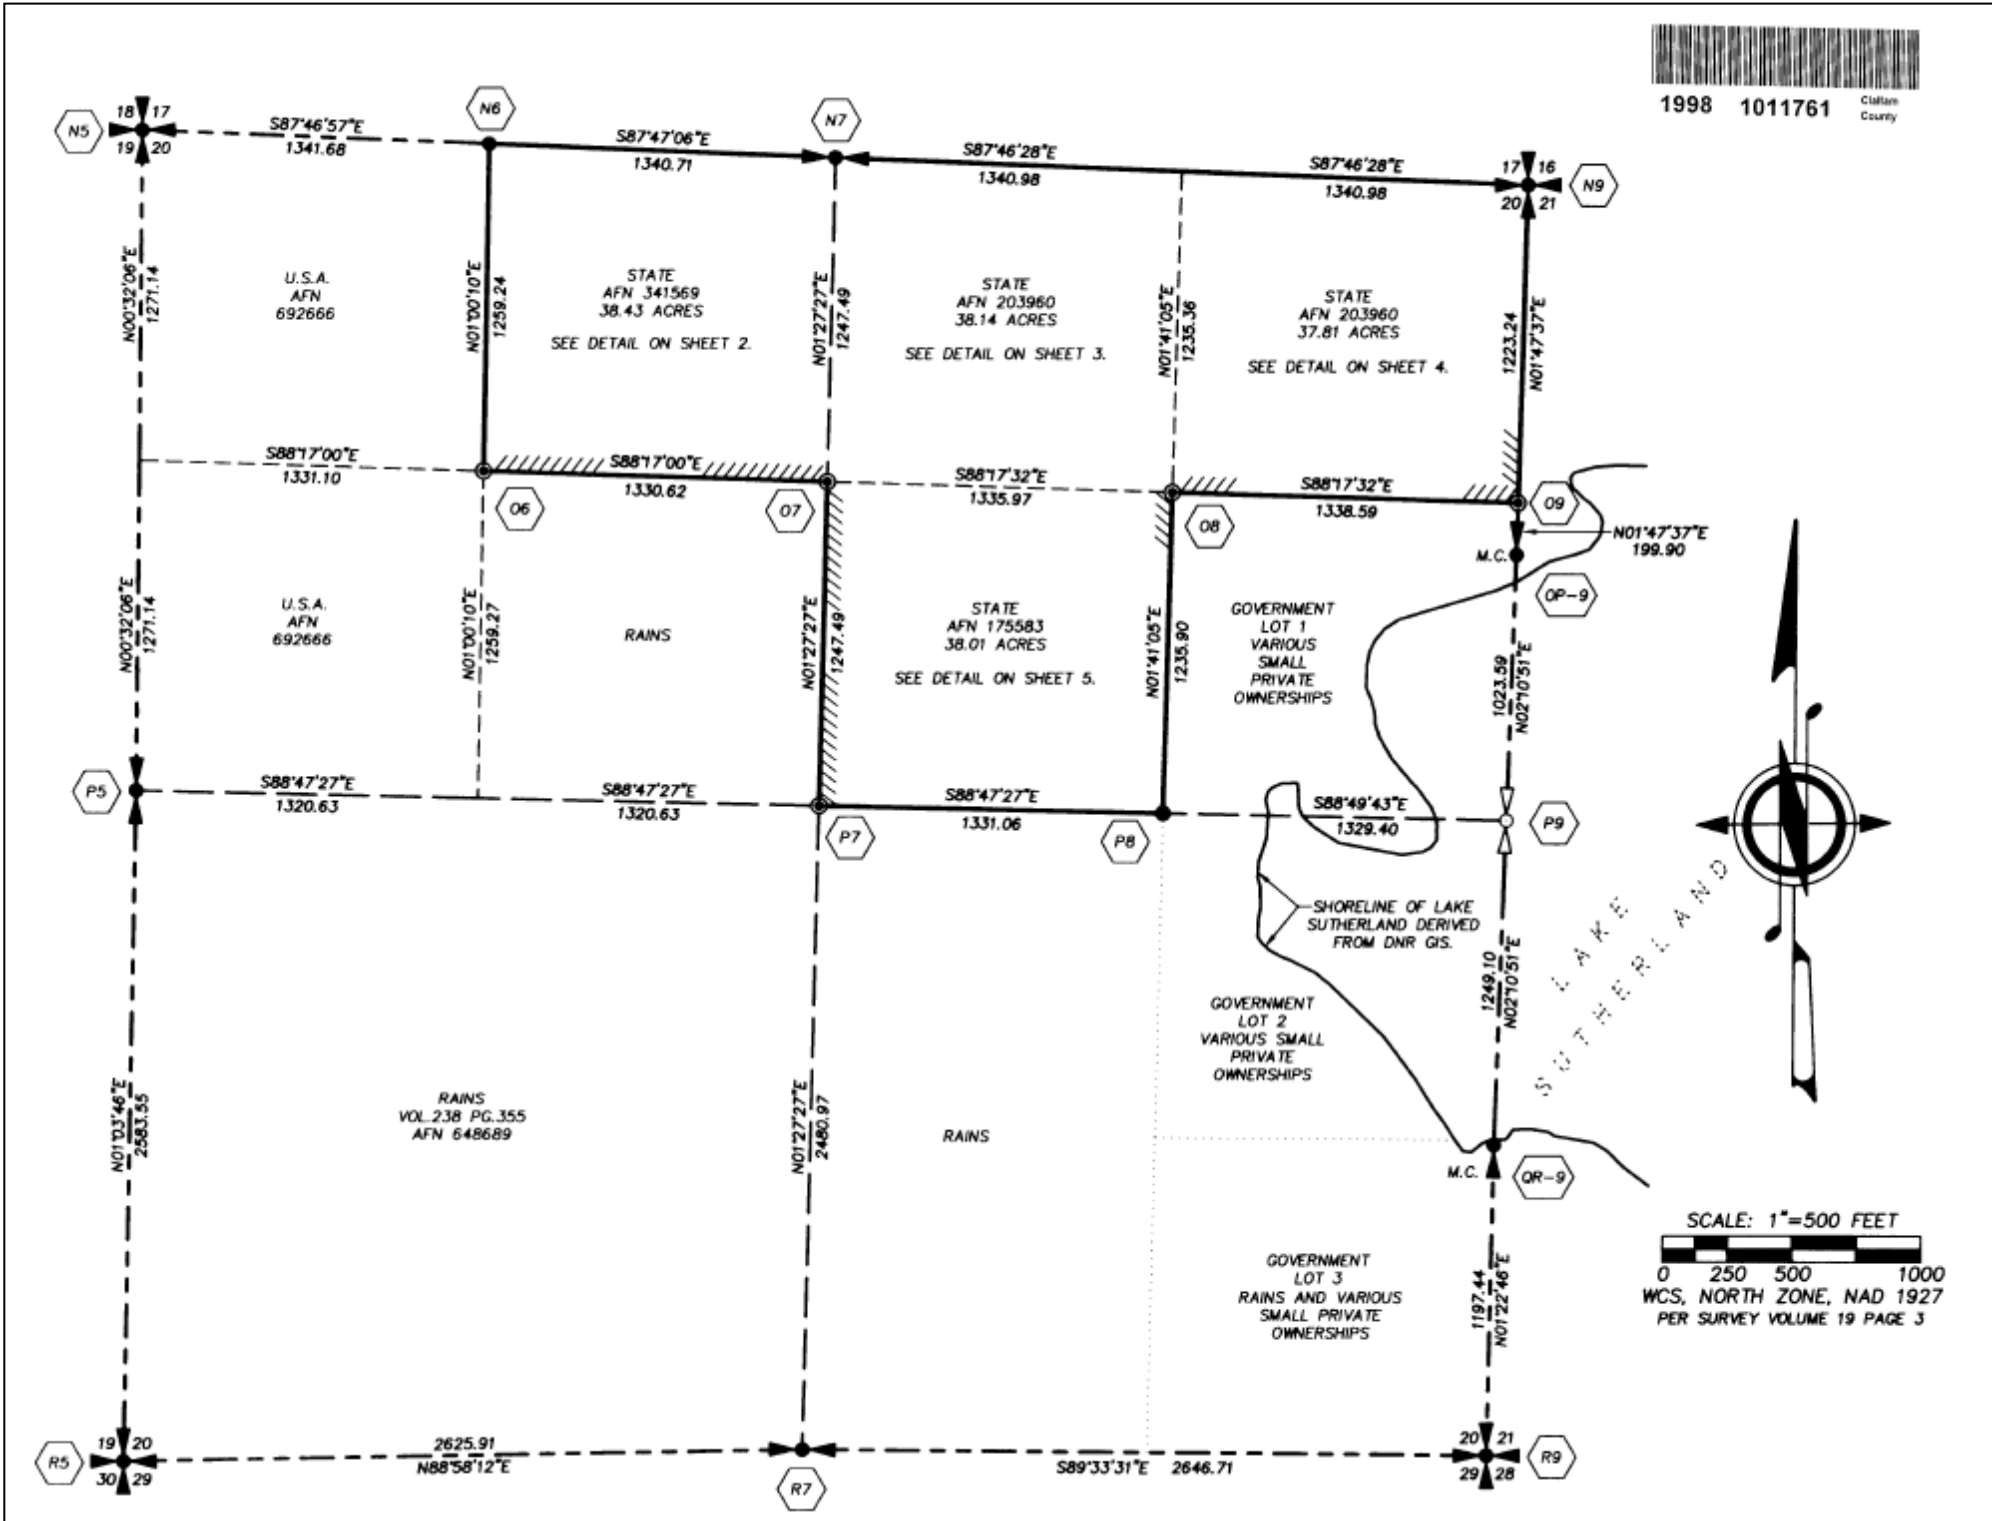 1998 1011761 Clallam
County
18 17
N5
19 20
S87°46'57"E
1341.68
N6
S87°47'06"E
1340.71
N7
S87°46'28"E
1340.98
S87°46'28"E
1340.98
17 16
N9
20 21
N00°32'06"E
1271.14
U.S.A.
AFN
692666
N01°00'10"E
1259.24
STATE
AFN 341569
38.43 ACRES
SEE DETAIL ON SHEET 2.
N01°27'27"E
1247.49
STATE
AFN 203960
38.14 ACRES
SEE DETAIL ON SHEET 3.
N01°41'05"E
1235.36
STATE
AFN 203960
37.81 ACRES
SEE DETAIL ON SHEET 4.
1223.24
N01°47'37"E
S88°17'00"E
1331.10
O6
S88°17'00"E
1330.62
O7
S88°17'32"E
1335.97
O8
S88°17'32"E
1338.59
O9
N01°47'37"E
199.90
M.C.
OP-9
N00°32'06"E
1271.14
U.S.A.
AFN
692666
N01°00'10"E
1259.27
RAINS
N01°27'27"E
1247.49
STATE
AFN 175583
38.01 ACRES
SEE DETAIL ON SHEET 5.
N01°41'05"E
1235.90
GOVERNMENT
LOT 1
VARIOUS
SMALL
PRIVATE
OWNERSHIPS
1023.59
N02°10'51"E
P5
S88°47'27"E
1320.63
S88°47'27"E
1320.63
P7
S88°47'27"E
1331.06
P8
S88°49'43"E
1329.40
P9
SHORELINE OF LAKE
SUTHERLAND DERIVED
FROM DNR GIS.
LAKE
SUTHERLAND
1249.10
N02°10'51"E
GOVERNMENT
LOT 2
VARIOUS SMALL
PRIVATE
OWNERSHIPS
N01°03'46"E
2583.55
RAINS
VOL.238 PG.355
AFN 648689
N01°27'27"E
2480.97
RAINS
M.C.
QR-9
GOVERNMENT
LOT 3
RAINS AND VARIOUS
SMALL PRIVATE
OWNERSHIPS
1197.44
N01°22'46"E
SCALE: 1"=500 FEET
0 250 500 1000
WCS, NORTH ZONE, NAD 1927
PER SURVEY VOLUME 19 PAGE 3
19 20
R5
30 29
2625.91
N88°58'12"E
R7
S89°33'31"E 2646.71
20 21
R9
29 28